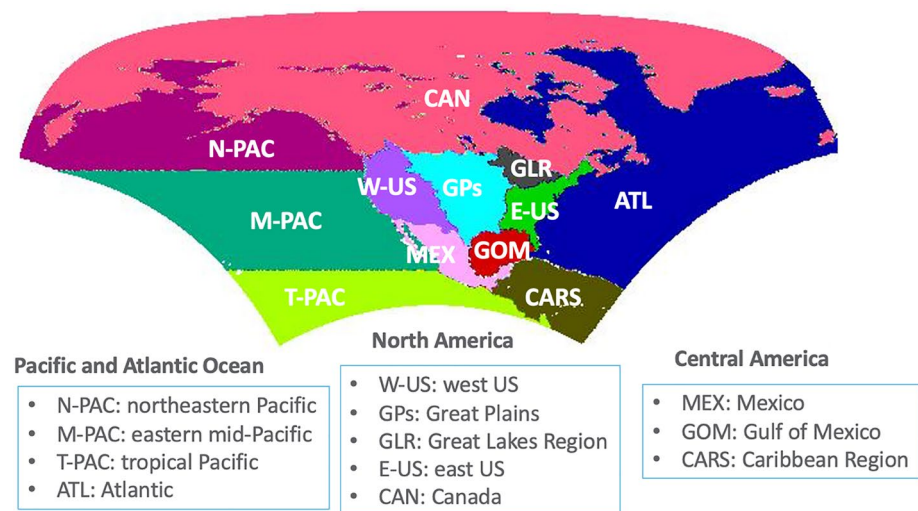 CAN
N-PAC
GLR
W-US
GPs
ATL
E-US
M-PAC
MEX
GOM
T-PAC
CARS
Pacific and Atlantic Ocean
• N-PAC: northeastern Pacific
• M-PAC: eastern mid-Pacific
• T-PAC: tropical Pacific
• ATL: Atlantic
North America
• W-US: west US
• GPs: Great Plains
• GLR: Great Lakes Region
• E-US: east US
• CAN: Canada
Central America
• MEX: Mexico
• GOM: Gulf of Mexico
• CARS: Caribbean Region